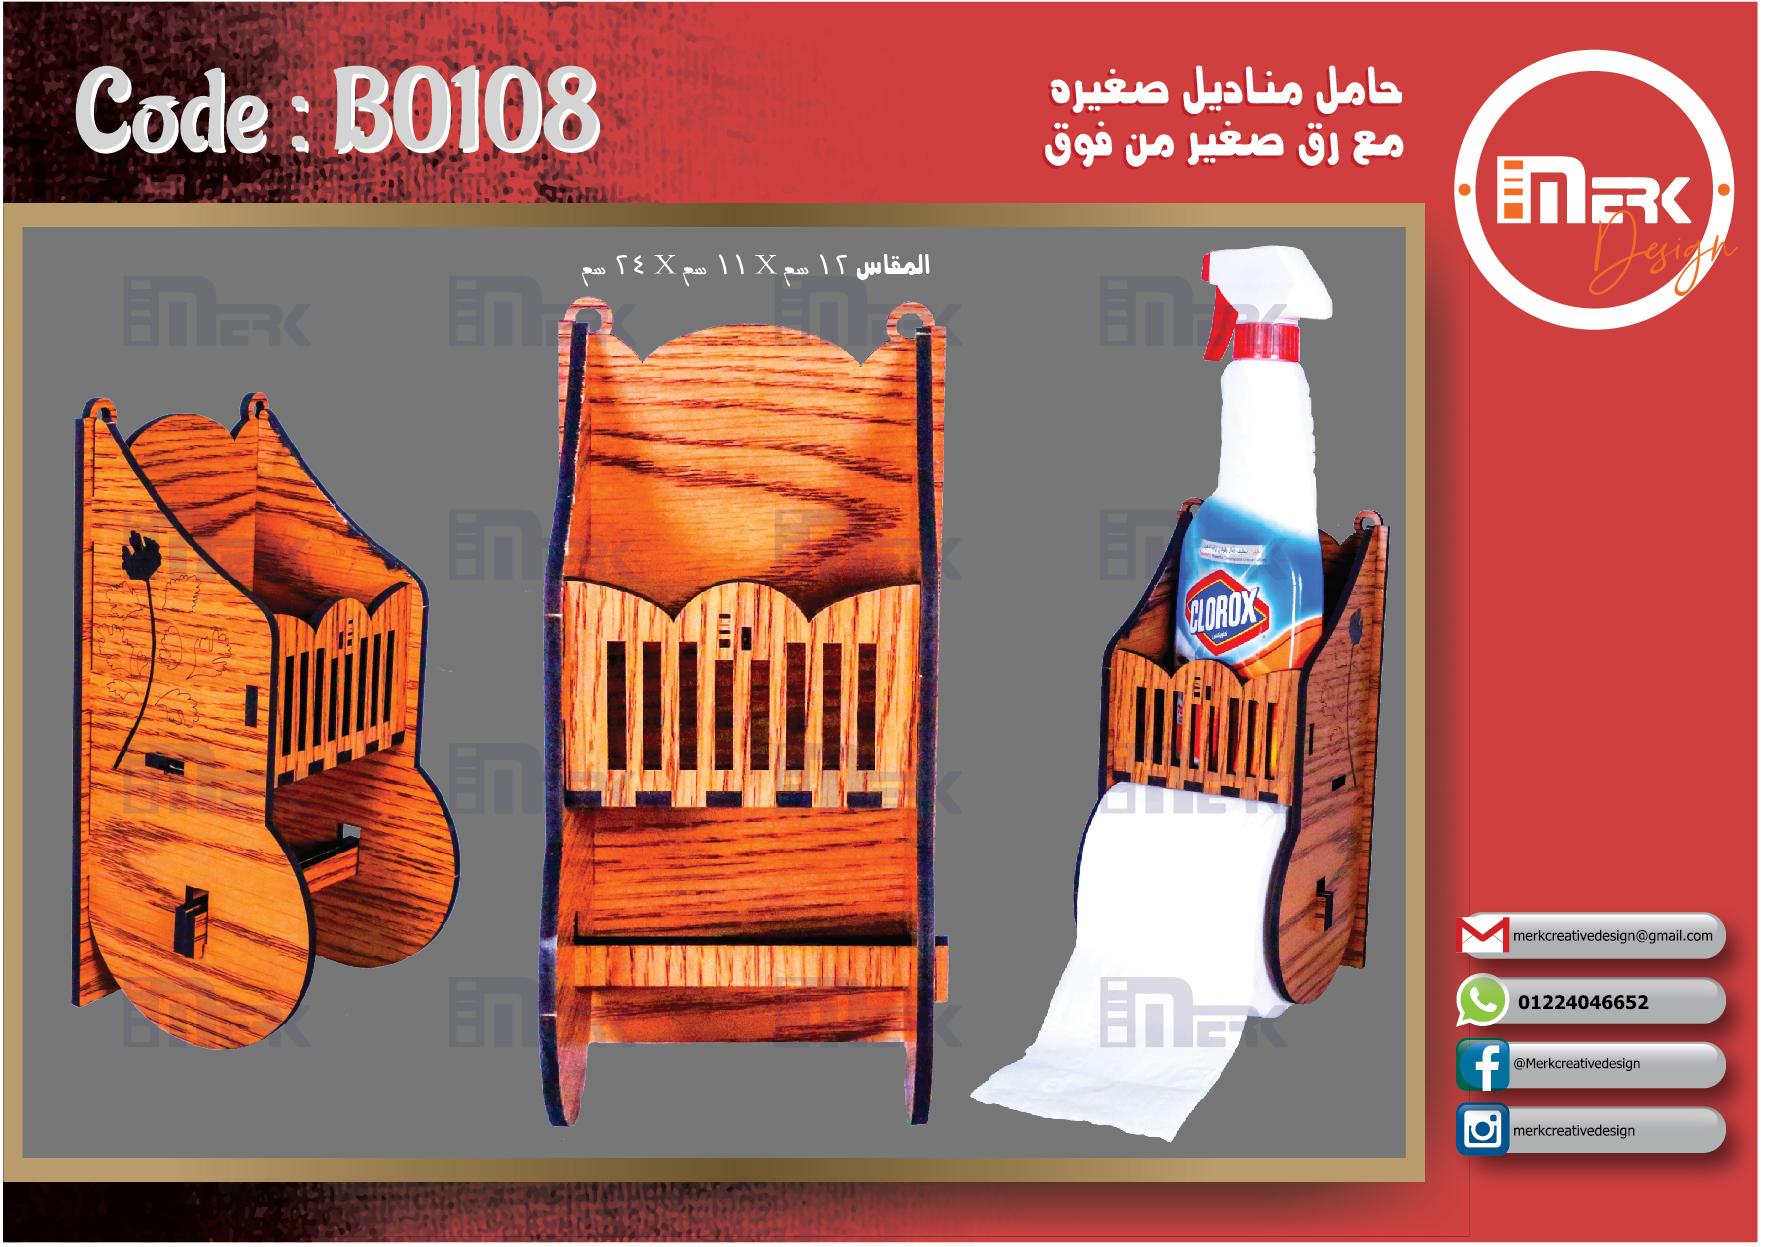 Code : B0108
حامل مناديل صغيره
مع رق صغير من فوق
MERK
Design
المقاس ١٢ سم X ١١ سم X ٢٤ سم
CLOROX
merkcreativedesign@gmail.com
01224046652
@Merkcreativedesign
merkcreativedesign